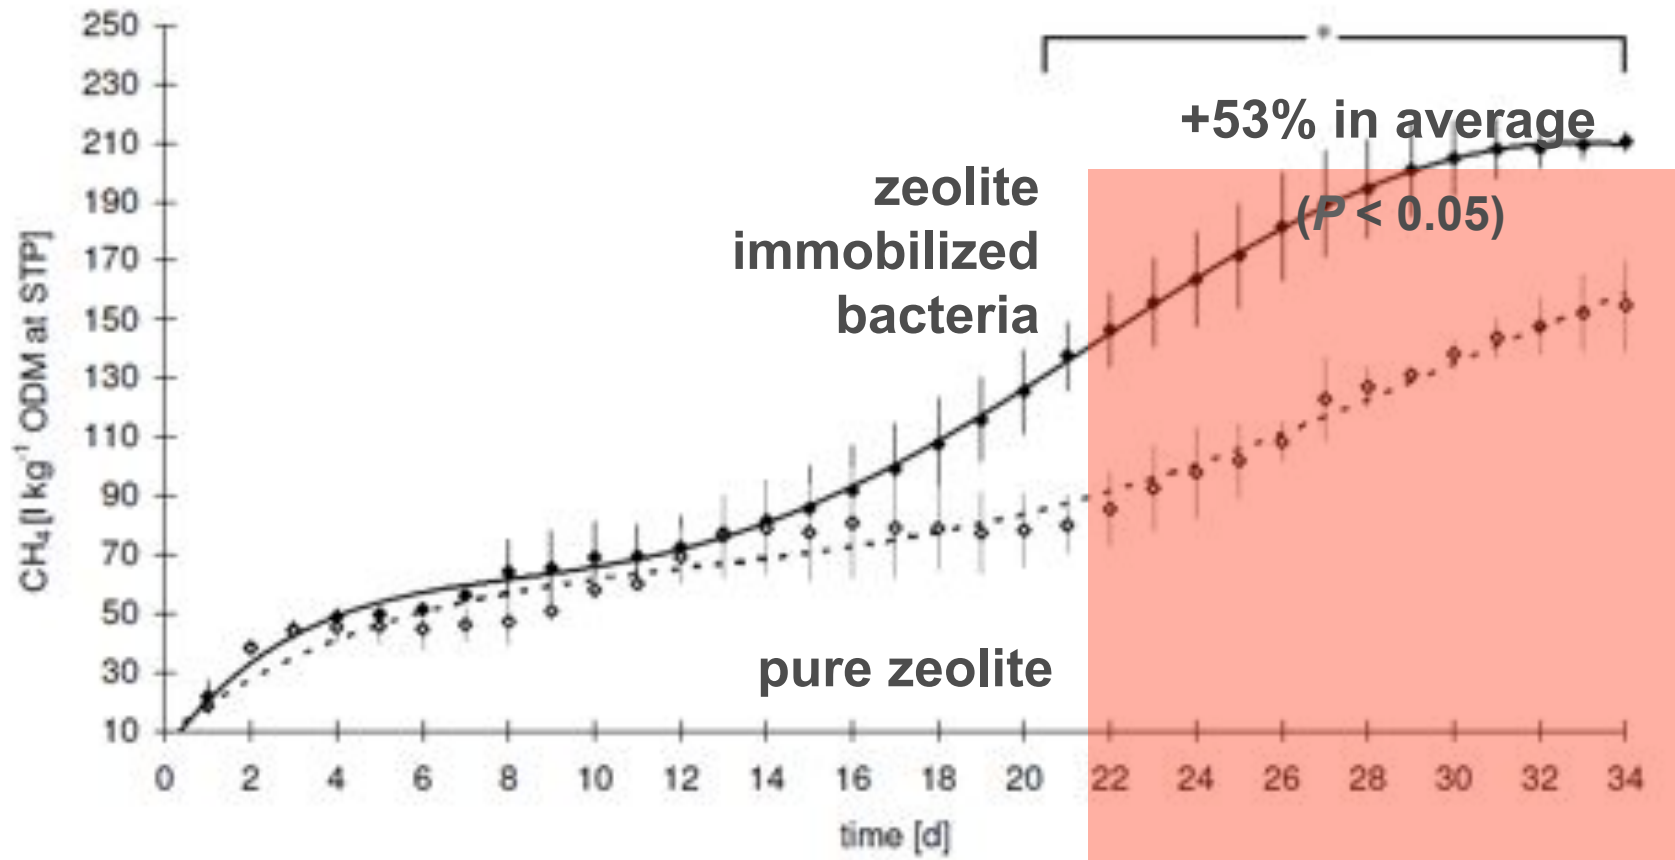 250
230
210
190
170
150
130
110
90
70
50
30
10
CH₄ [l kg⁻¹ ODM at STP]
*
+53% in average
(P < 0.05)
zeolite
immobilized
bacteria
pure zeolite
0 2 4 6 8 10 12 14 16 18 20 22 24 26 28 30 32 34
time [d]